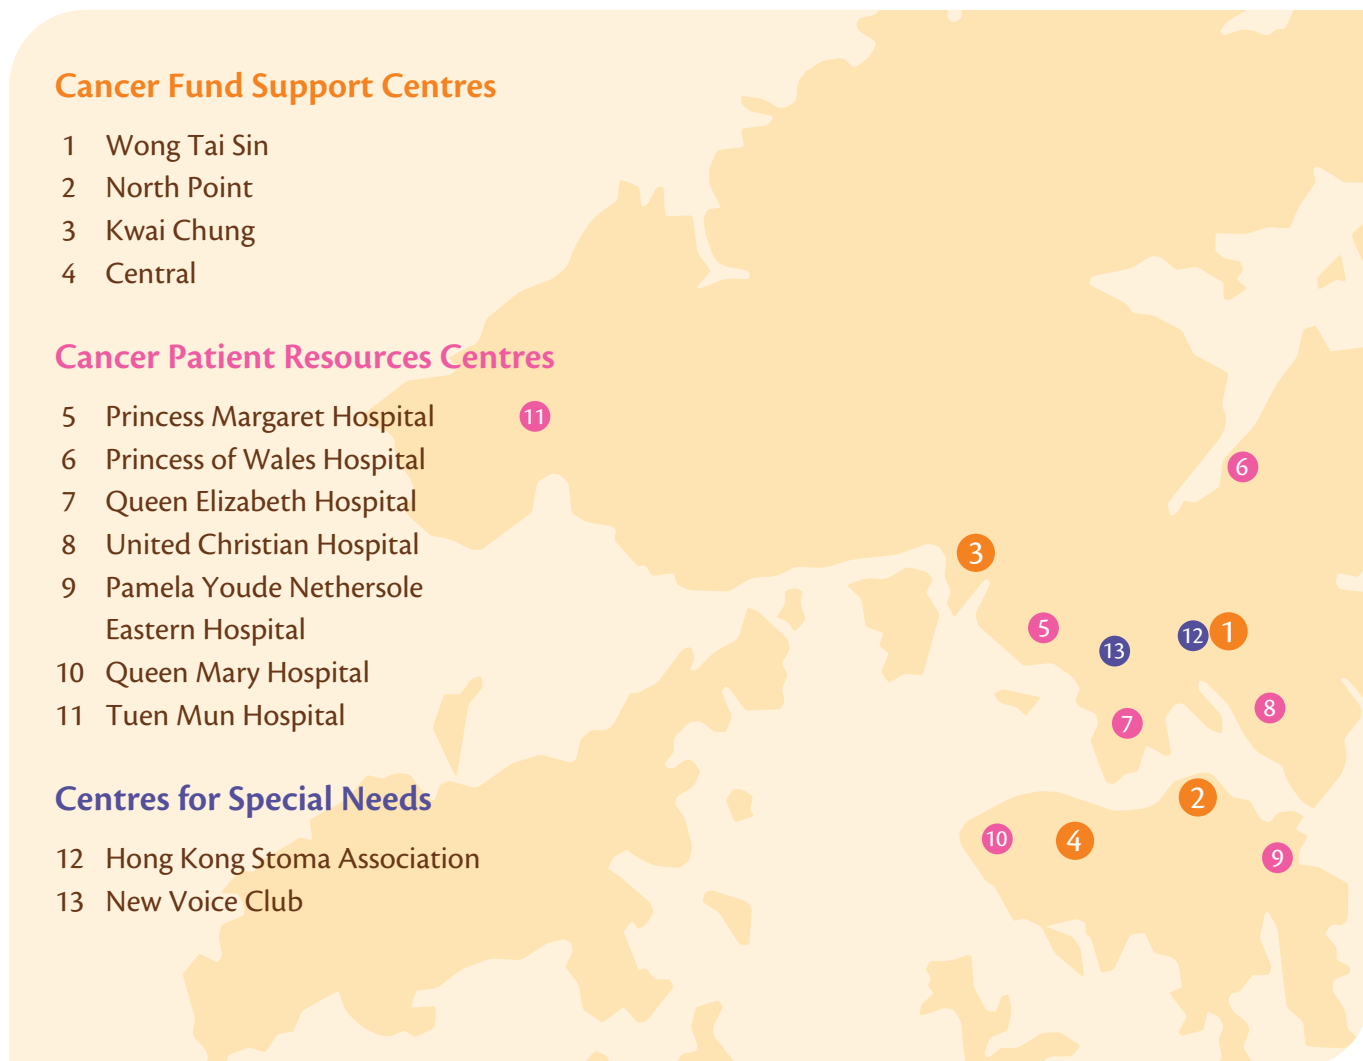 Cancer Fund Support Centres
1 Wong Tai Sin
2 North Point
3 Kwai Chung
4 Central
Cancer Patient Resources Centres
5 Princess Margaret Hospital
6 Princess of Wales Hospital
7 Queen Elizabeth Hospital
8 United Christian Hospital
9 Pamela Youde Nethersole
Eastern Hospital
10 Queen Mary Hospital
11 Tuen Mun Hospital
Centres for Special Needs
12 Hong Kong Stoma Association
13 New Voice Club
11
6
3
5
13
12
1
8
7
2
10
4
9